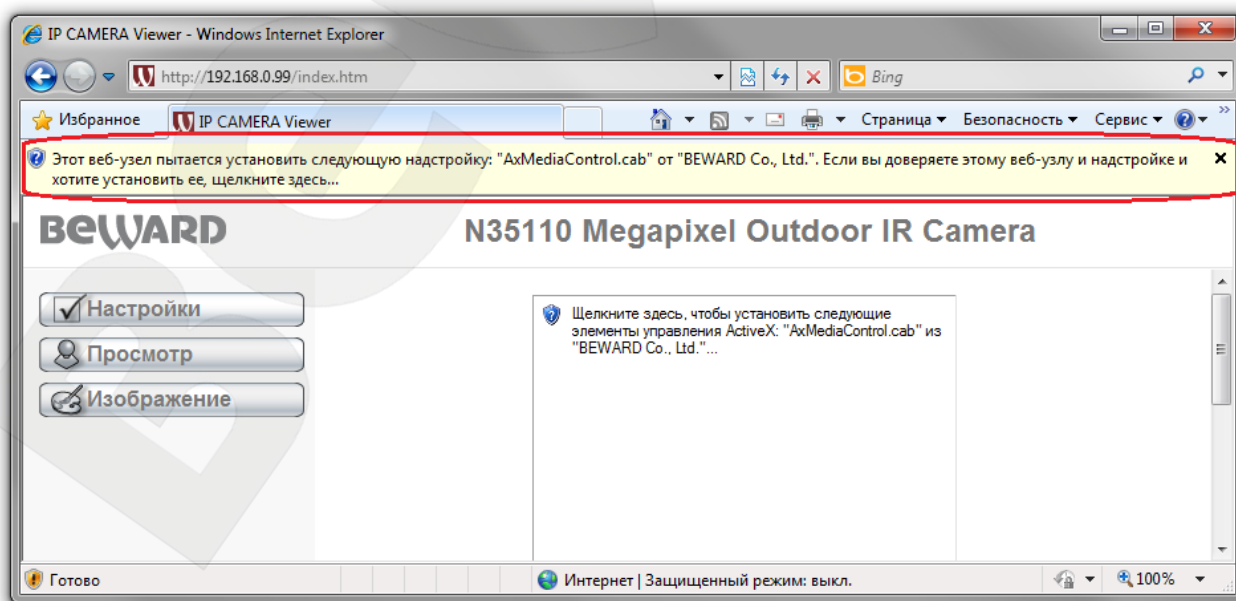 IP CAMERA Viewer - Windows Internet Explorer
http://192.168.0.99/index.htm
Bing
Избранное
IP CAMERA Viewer
Страница
Безопасность
Сервис
Этот веб-узел пытается установить следующую надстройку: "AxMediaControl.cab" от "BEWARD Co., Ltd.". Если вы доверяете этому веб-узлу и надстройке и
хотите установить ее, щелкните здесь...
BEWARD
N35110 Megapixel Outdoor IR Camera
Настройки
Просмотр
Изображение
Щелкните здесь, чтобы установить следующие
элементы управления ActiveX: "AxMediaControl.cab" из
"BEWARD Co., Ltd."...
Готово
Интернет | Защищенный режим: выкл.
100%